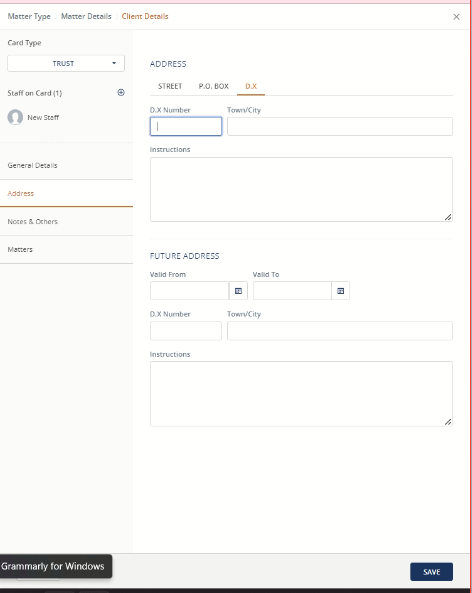 Matter Type Matter Details Client Details
Card Type
TRUST
Staff on Card (1)
New Staff
General Details
Address
Notes & Others
Matters
ADDRESS
STREET P.O. BOX D.X
D.X Number Town/City
Instructions
FUTURE ADDRESS
Valid From Valid To
D.X Number Town/City
Instructions
Grammarly for Windows
SAVE